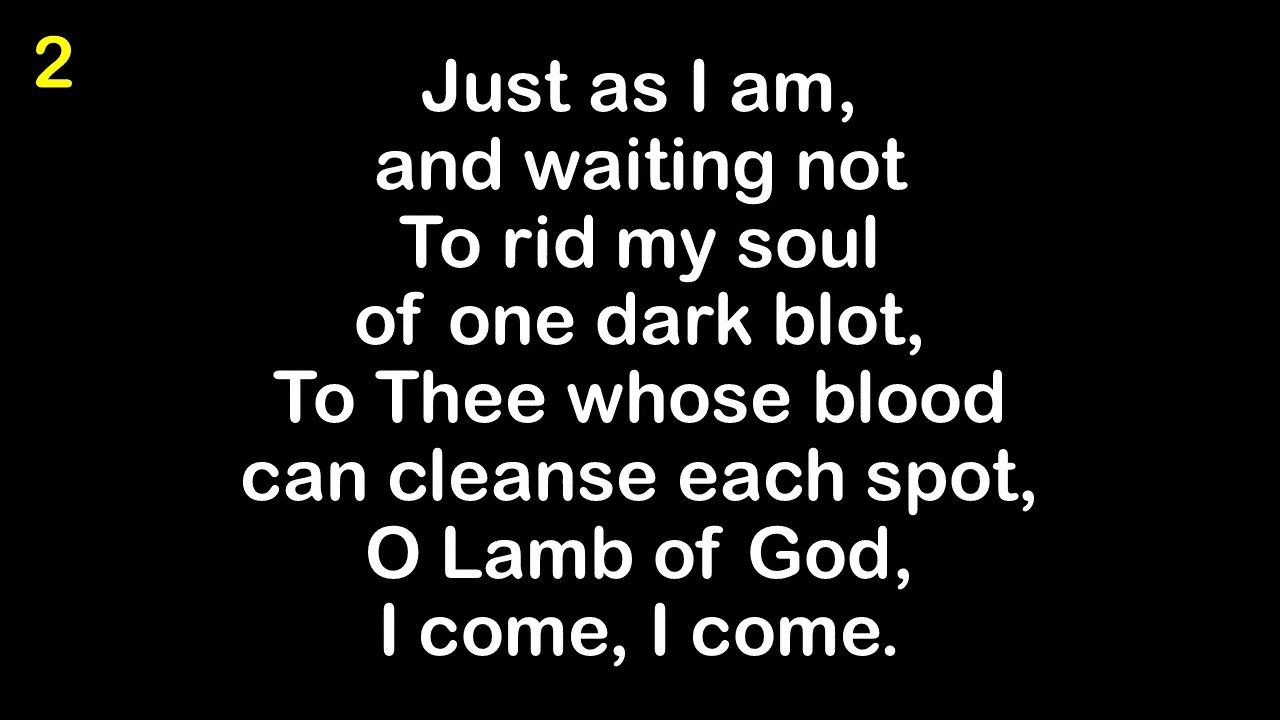 2
Just as I am,
and waiting not
To rid my soul
of one dark blot,
To Thee whose blood
can cleanse each spot,
O Lamb of God,
I come, I come.